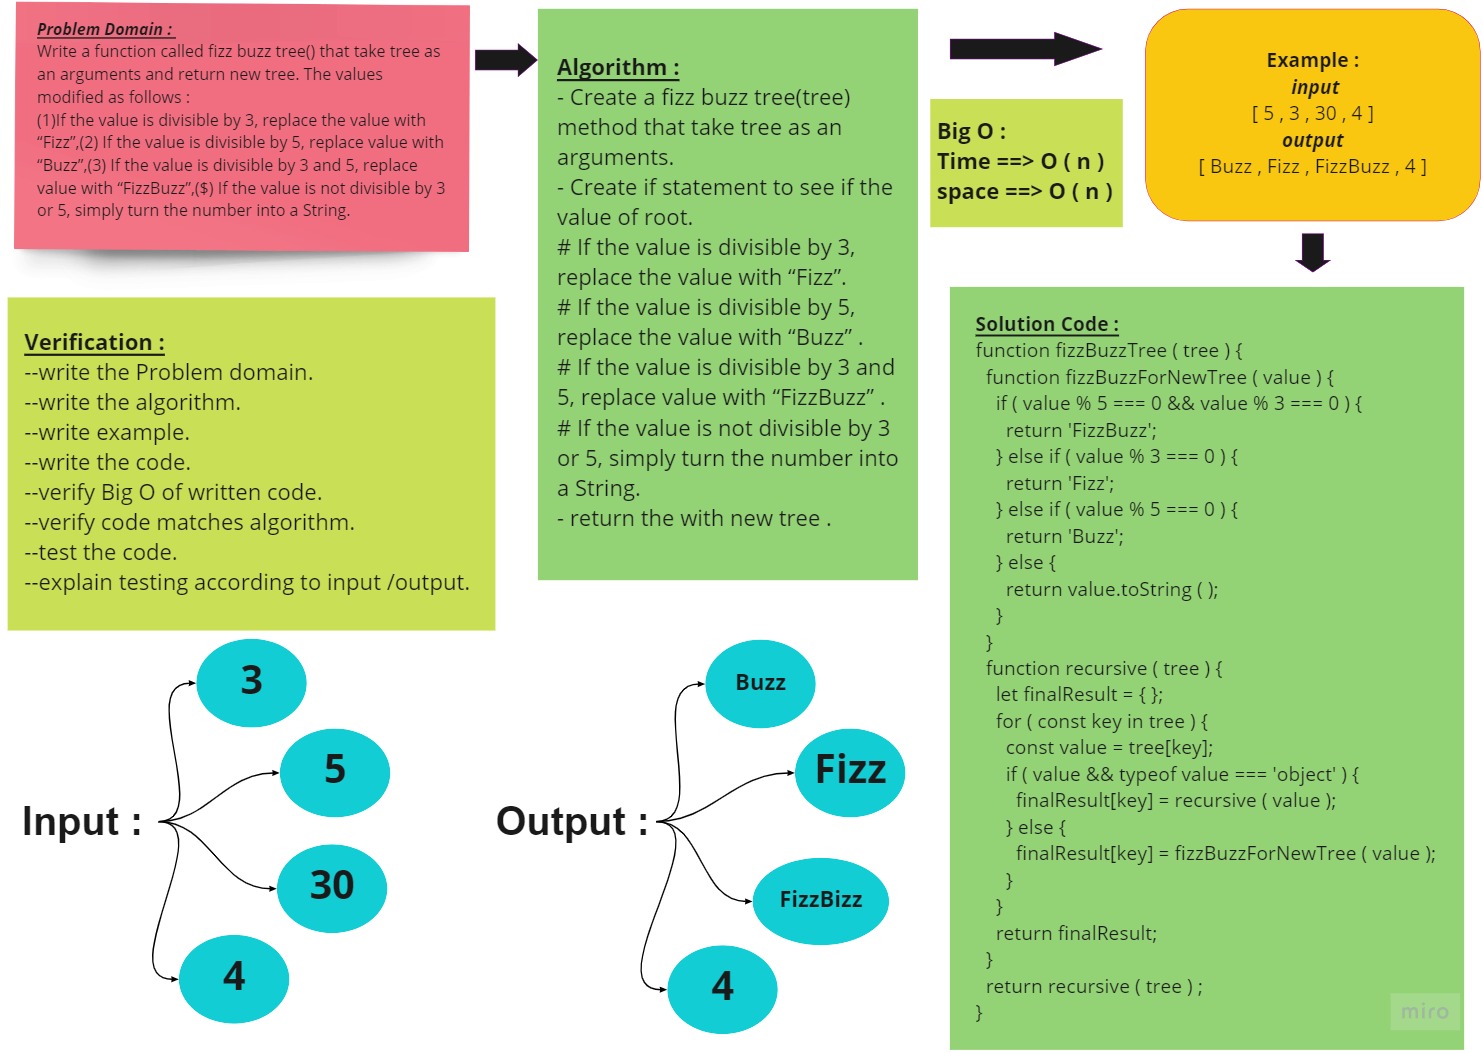 Problem Domain :
Write a function called fizz buzz tree() that take tree as
an arguments and return new tree. The values
modified as follows :
(1)If the value is divisible by 3, replace the value with
“Fizz”,(2) If the value is divisible by 5, replace value with
“Buzz”,(3) If the value is divisible by 3 and 5, replace
value with “FizzBuzz”,($) If the value is not divisible by 3
or 5, simply turn the number into a String.
Algorithm :
- Create a fizz buzz tree(tree)
method that take tree as an
arguments.
- Create if statement to see if the
value of root.
# If the value is divisible by 3,
replace the value with “Fizz”.
# If the value is divisible by 5,
replace the value with “Buzz” .
# If the value is divisible by 3 and
5, replace value with “FizzBuzz” .
# If the value is not divisible by 3
or 5, simply turn the number into
a String.
- return the with new tree .
Big O :
Time ==> O ( n )
space ==> O ( n )
Example :
input
[ 5 , 3 , 30 , 4 ]
output
[ Buzz , Fizz , FizzBuzz , 4 ]
Verification :
--write the Problem domain.
--write the algorithm.
--write example.
--write the code.
--verify Big O of written code.
--verify code matches algorithm.
--test the code.
--explain testing according to input /output.
Solution Code :
function fizzBuzzTree ( tree ) {
function fizzBuzzForNewTree ( value ) {
if ( value % 5 === 0 && value % 3 === 0 ) {
return 'FizzBuzz';
} else if ( value % 3 === 0 ) {
return 'Fizz';
} else if ( value % 5 === 0 ) {
return 'Buzz';
} else {
return value.toString ( );
}
}
function recursive ( tree ) {
let finalResult = { };
for ( const key in tree ) {
const value = tree[key];
if ( value && typeof value === 'object' ) {
finalResult[key] = recursive ( value );
} else {
finalResult[key] = fizzBuzzForNewTree ( value );
}
}
return finalResult;
}
return recursive ( tree ) ;
}
Input :
3
5
30
4
Output :
Buzz
Fizz
FizzBizz
4
miro